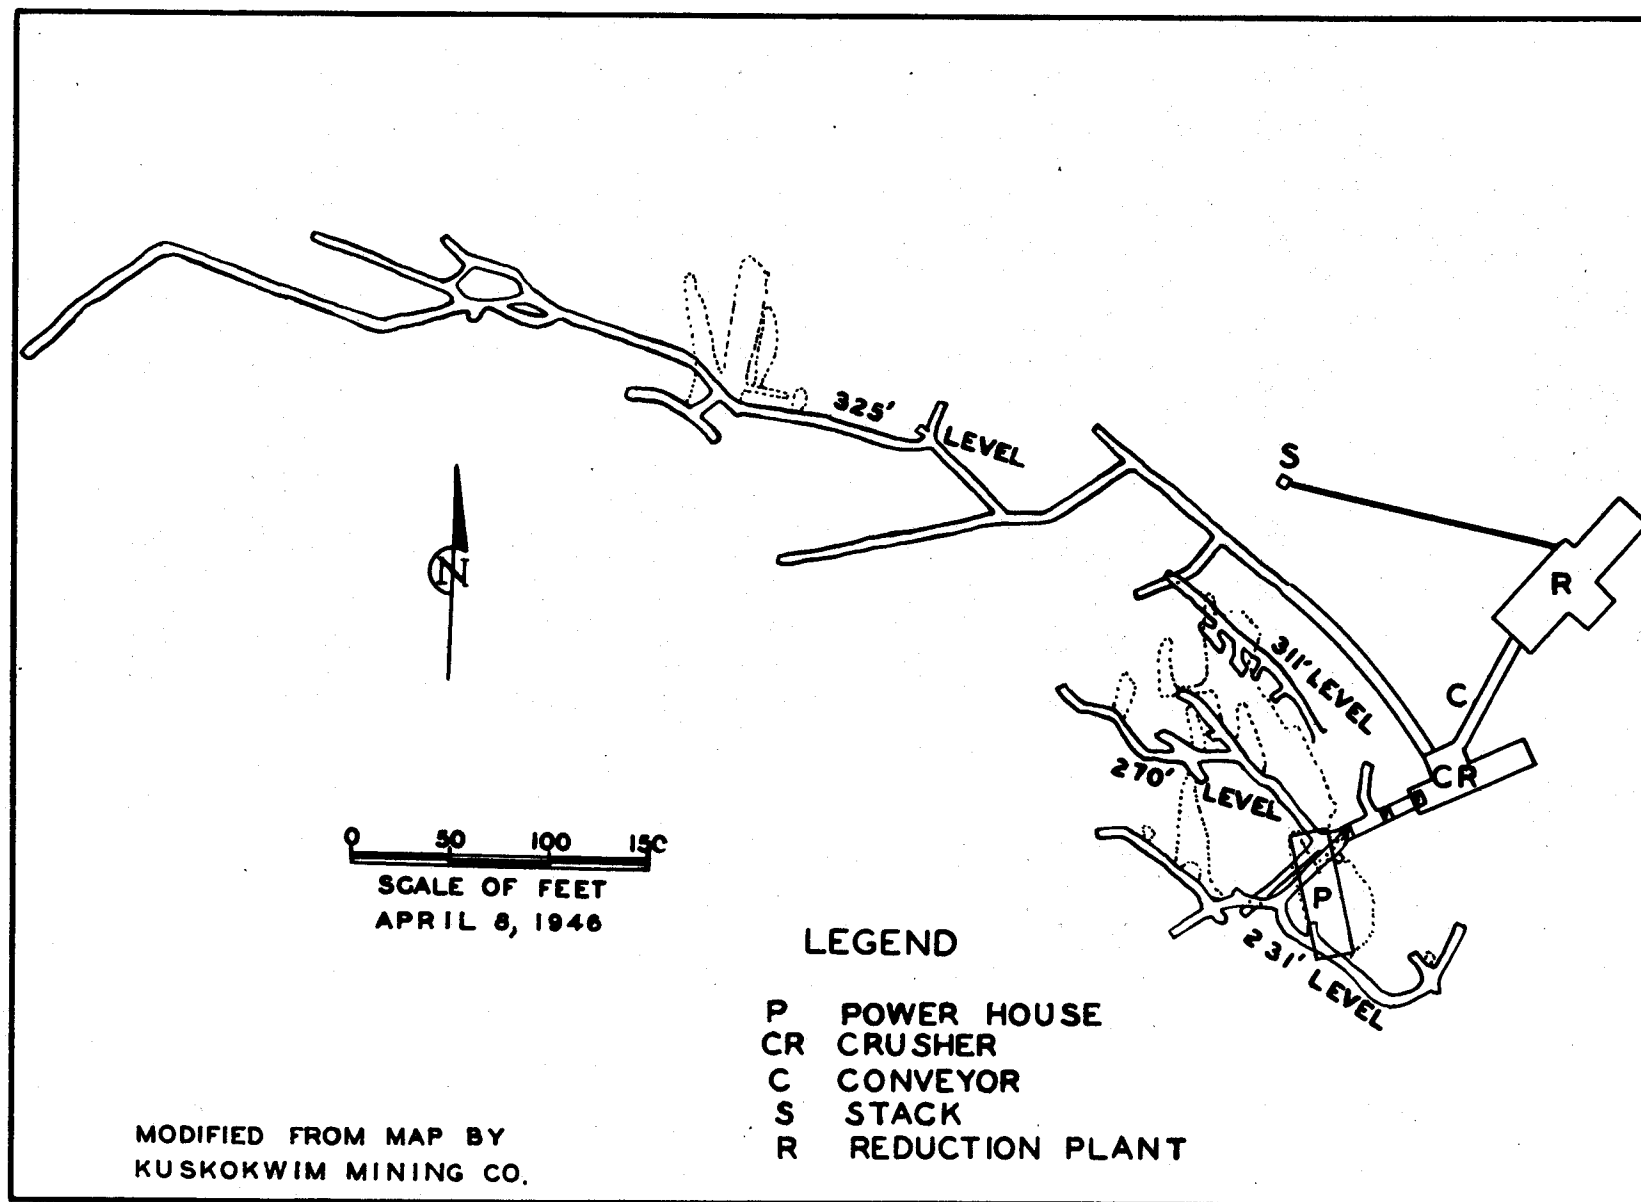 325'
LEVEL
S
N
R
311' LEVEL
C
270'
LEVEL
CR
P
231' LEVEL
0 50 100 150
SCALE OF FEET
APRIL 8, 1946
LEGEND
P POWER HOUSE
CR CRUSHER
C CONVEYOR
S STACK
R REDUCTION PLANT
MODIFIED FROM MAP BY
KUSKOKWIM MINING CO.